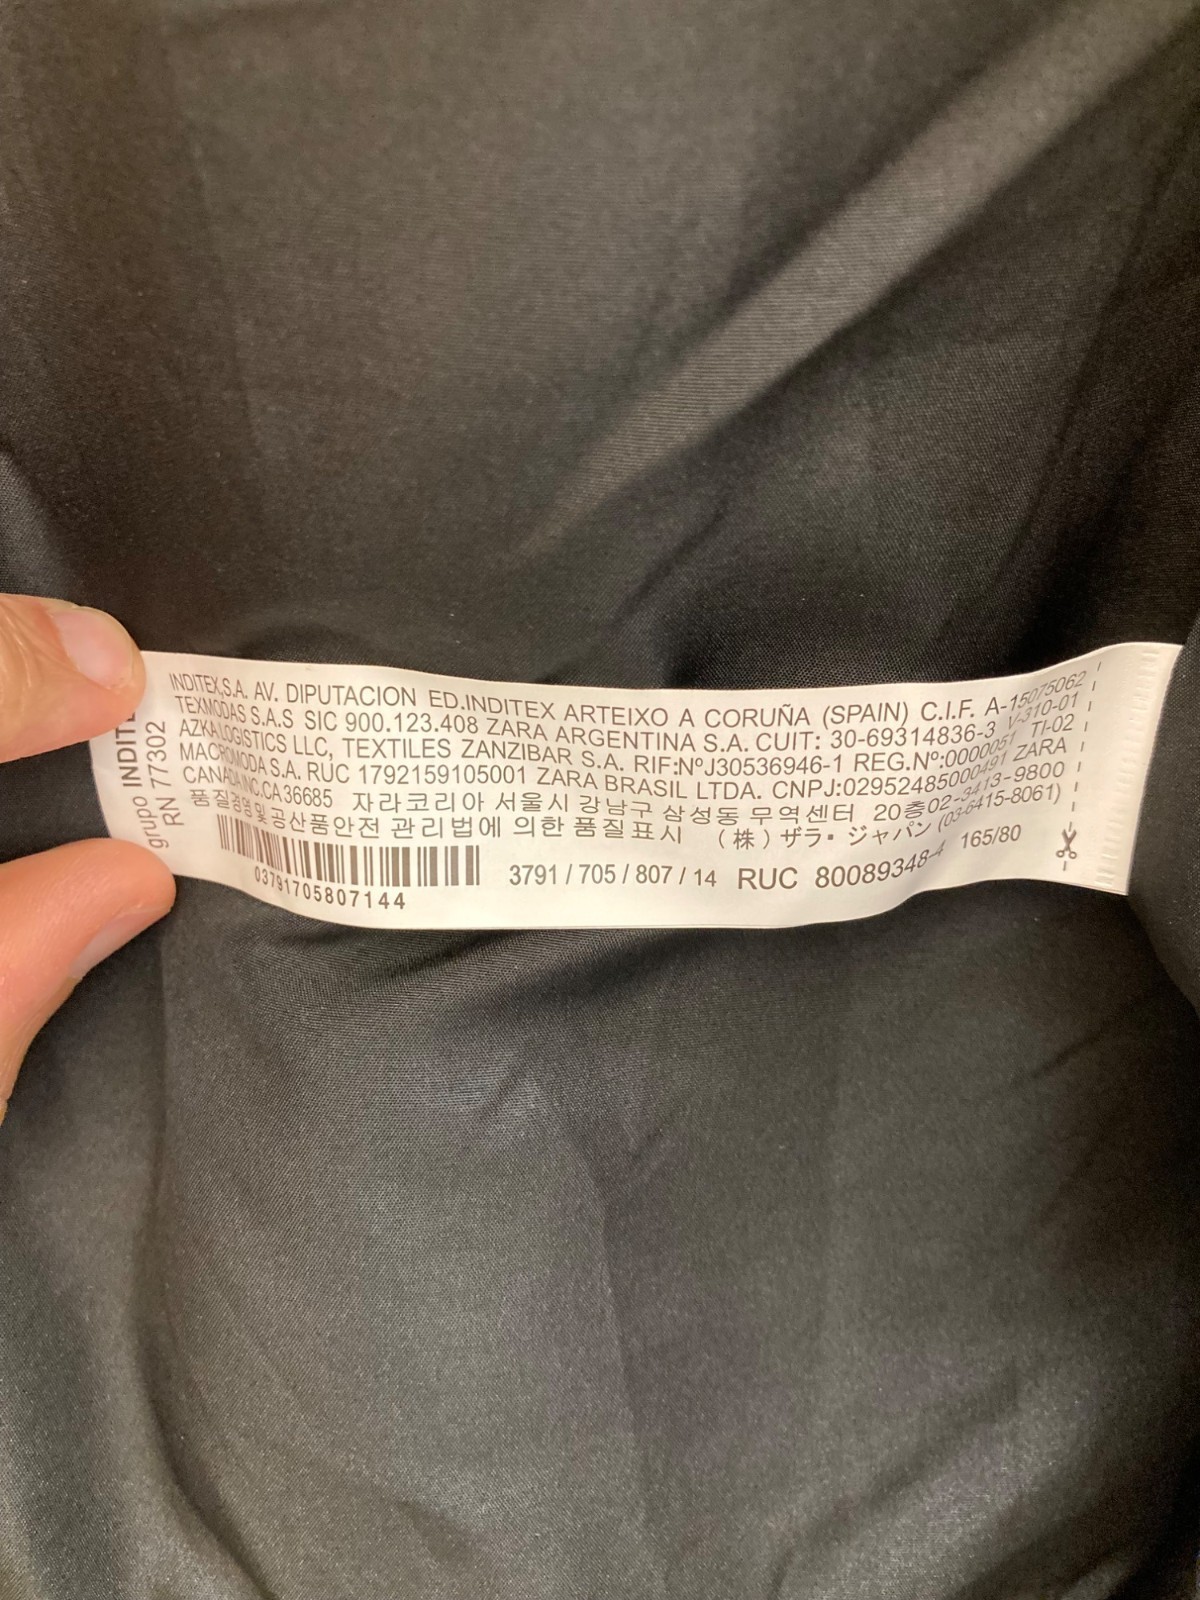 grupo INDITE
RN 77302
INDITEX,S.A. AV. DIPUTACION ED.INDITEX ARTEIXO A CORUÑA (SPAIN) C.I.F. A-15075062
TEXMODAS S.A.S SIC 900.123.408 ZARA ARGENTINA S.A. CUIT: 30-69314836-3 V-310-01
AZKA LOGISTICS LLC, TEXTILES ZANZIBAR S.A. RIF:NºJ30536946-1 REG.Nº:0000051 TI-02
MACROMODA S.A. RUC 1792159105001 ZARA BRASIL LTDA. CNPJ:02952485000491 ZARA
CANADA INC.CA36685 자라코리아 서울시 강남구 삼성동 무역센터 20층02-3413-9800
품질경영 및 공산품안전 관리법에 의한 품질표시 (株) ザラ・ジャパン (03-6415-8061)
03791705807144
3791 / 705 / 807 / 14 RUC 80089348-4 165/80